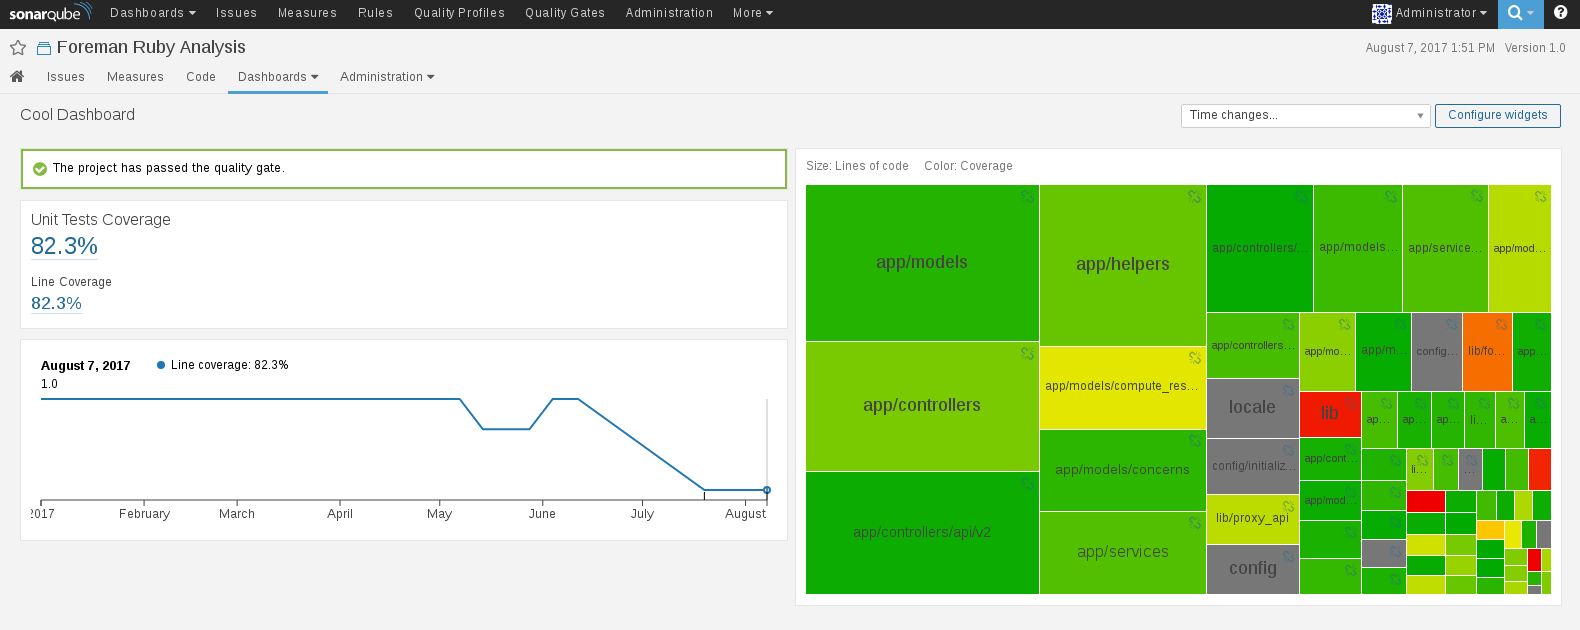 sonarqube Dashboards Issues Measures Rules Quality Profiles Quality Gates Administration More Administrator
Foreman Ruby Analysis
August 7, 2017 1:51 PM Version 1.0
Issues Measures Code Dashboards Administration
Cool Dashboard
Time changes...
Configure widgets
The project has passed the quality gate.
Unit Tests Coverage
82.3%
Line Coverage
82.3%
August 7, 2017 Line coverage: 82.3%
1.0
2017 February March April May June July August
Size: Lines of code Color: Coverage
app/models
app/helpers
app/controllers/...
app/models...
app/service...
app/mod...
app/controllers...
app/mo...
app/m...
config...
lib/fo...
app...
app/controllers
app/models/compute_res...
locale
lib
ap...
ap...
ap...
li...
a...
a...
app/models/concerns
config/initializ...
app/cont...
li...
...
app/controllers/api/v2
app/services
lib/proxy_api
app/mod...
config